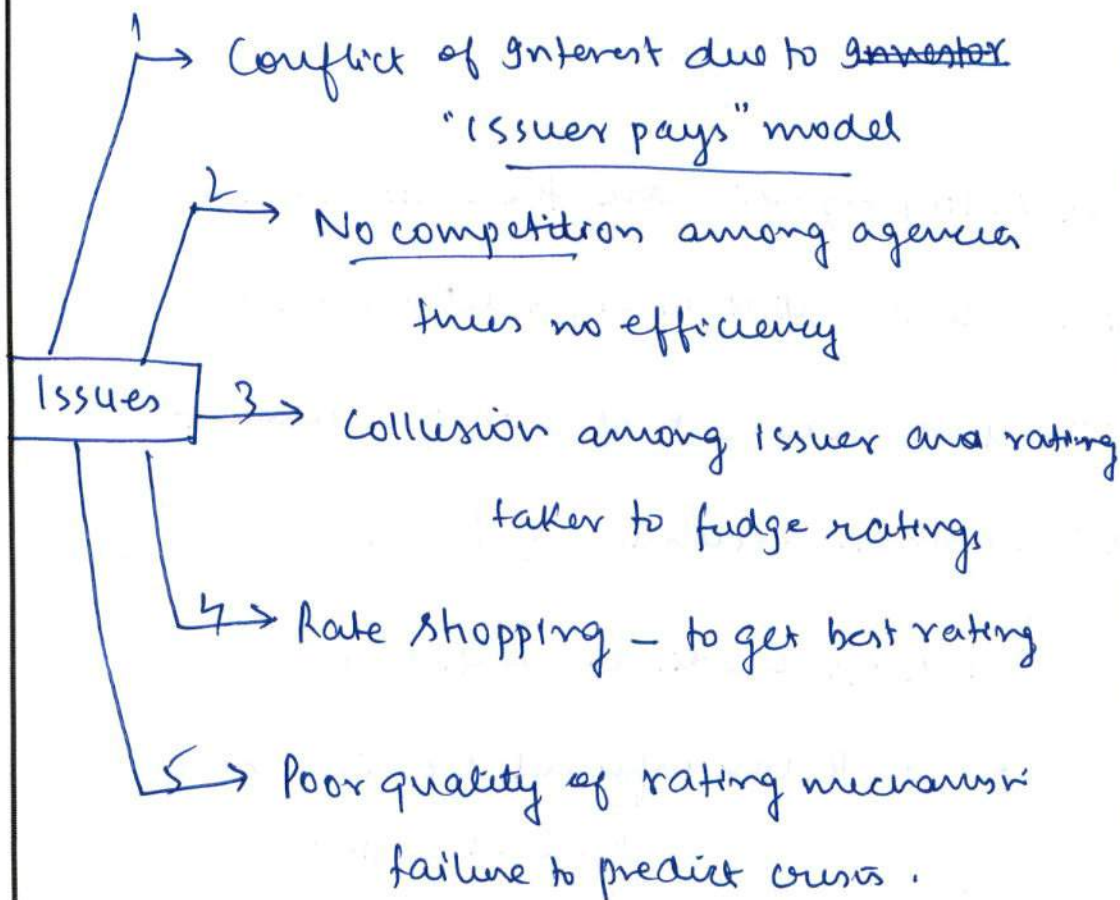 1 → Conflict of Interest due to Investor
"Issuer pays" model
2 → No competition among agencies
thus no efficiency
Issues
3 → Collusion among issuer and rating
taker to fudge ratings
4 → Rate shopping – to get best rating
5 → Poor quality of rating mechanism
failure to predict crisis.